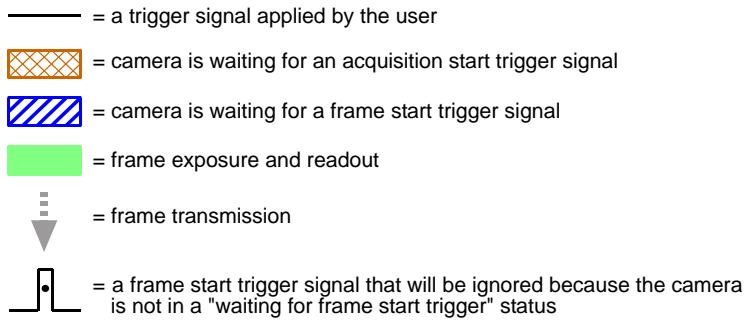 = a trigger signal applied by the user
= camera is waiting for an acquisition start trigger signal
= camera is waiting for a frame start trigger signal
= frame exposure and readout
= frame transmission
= a frame start trigger signal that will be ignored because the camera
is not in a "waiting for frame start trigger" status